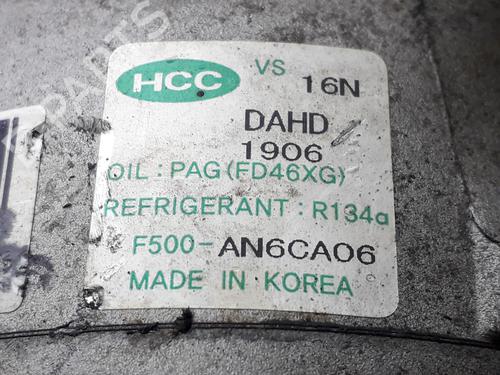 HCC VS 16N
DAHD
1906
OIL : PAG (FD46XG)
REFRIGERANT : R134a
F500-AN6CA06
MADE IN KOREA